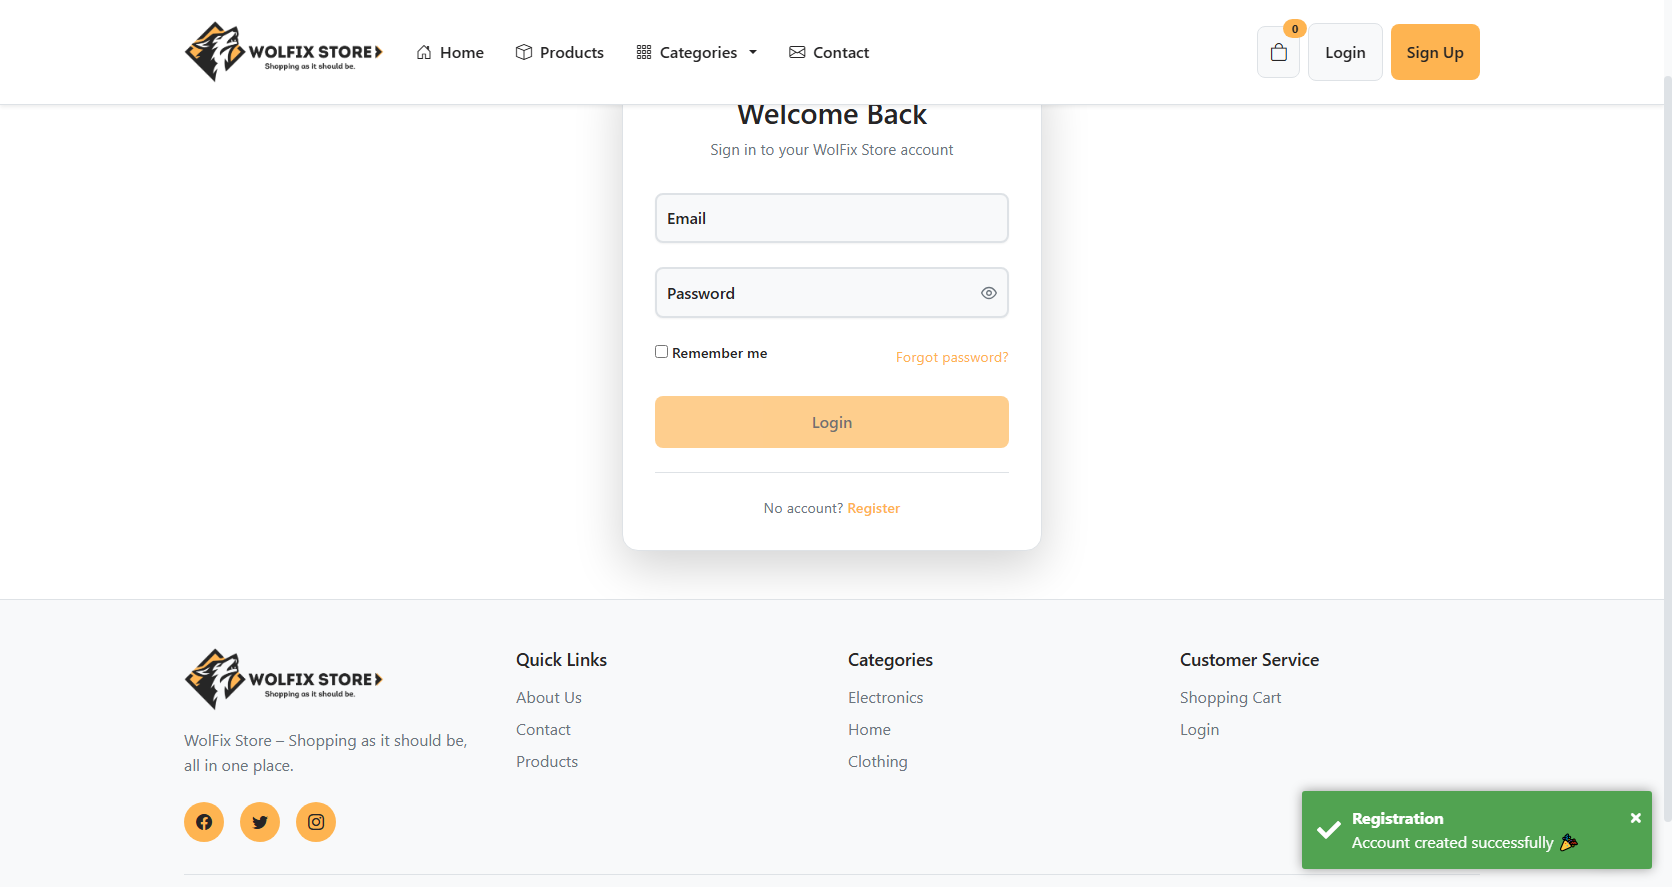 WOLFIX STORE
Shopping as it should be.
Home
Products
Categories
Contact
0
Login
Sign Up
Welcome Back
Sign in to your WolFix Store account
Email
Password
Remember me
Forgot password?
Login
No account? Register
WOLFIX STORE
Shopping as it should be.
WolFix Store – Shopping as it should be,
all in one place.
Quick Links
About Us
Contact
Products
Categories
Electronics
Home
Clothing
Customer Service
Shopping Cart
Login
Registration
Account created successfully 🎉